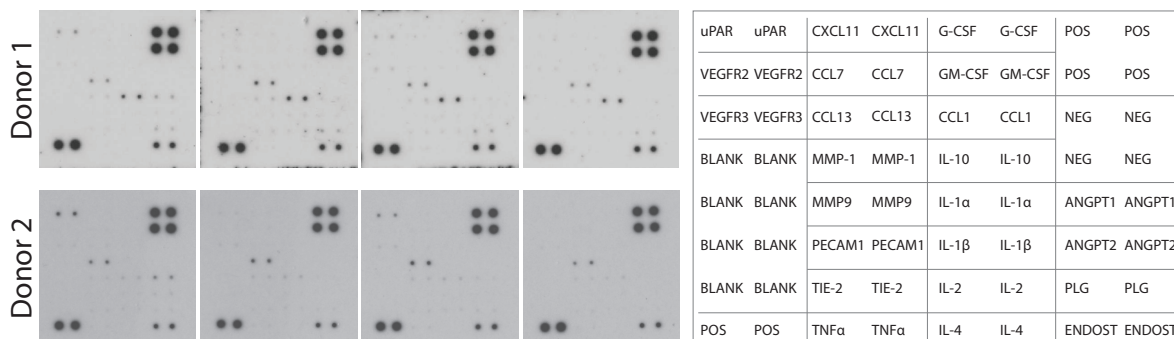 Donor 1
Donor 2
uPAR uPAR CXCL11 CXCL11 G-CSF G-CSF POS POS
VEGFR2 VEGFR2 CCL7 CCL7 GM-CSF GM-CSF POS POS
VEGFR3 VEGFR3 CCL13 CCL13 CCL1 CCL1 NEG NEG
BLANK BLANK MMP-1 MMP-1 IL-10 IL-10 NEG NEG
BLANK BLANK MMP9 MMP9 IL-1α IL-1α ANGPT1 ANGPT1
BLANK BLANK PECAM1 PECAM1 IL-1β IL-1β ANGPT2 ANGPT2
BLANK BLANK TIE-2 TIE-2 IL-2 IL-2 PLG PLG
POS POS TNFα TNFα IL-4 IL-4 ENDOST ENDOST